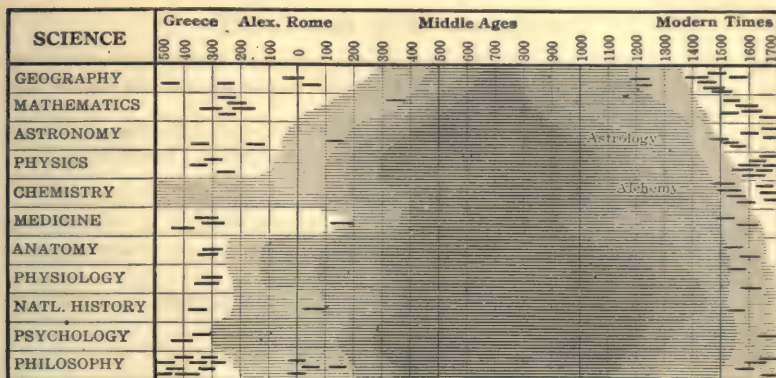 Greece Alex. Rome Middle Ages Modern Times
SCIENCE
500 400 300 200 100 0 100 200 300 400 500 600 700 800 900 1000 1100 1200 1300 1400 1500 1600 1700
GEOGRAPHY
MATHEMATICS
ASTRONOMY
Astrology
PHYSICS
CHEMISTRY
Alchemy
MEDICINE
ANATOMY
PHYSIOLOGY
NATL. HISTORY
PSYCHOLOGY
PHILOSOPHY